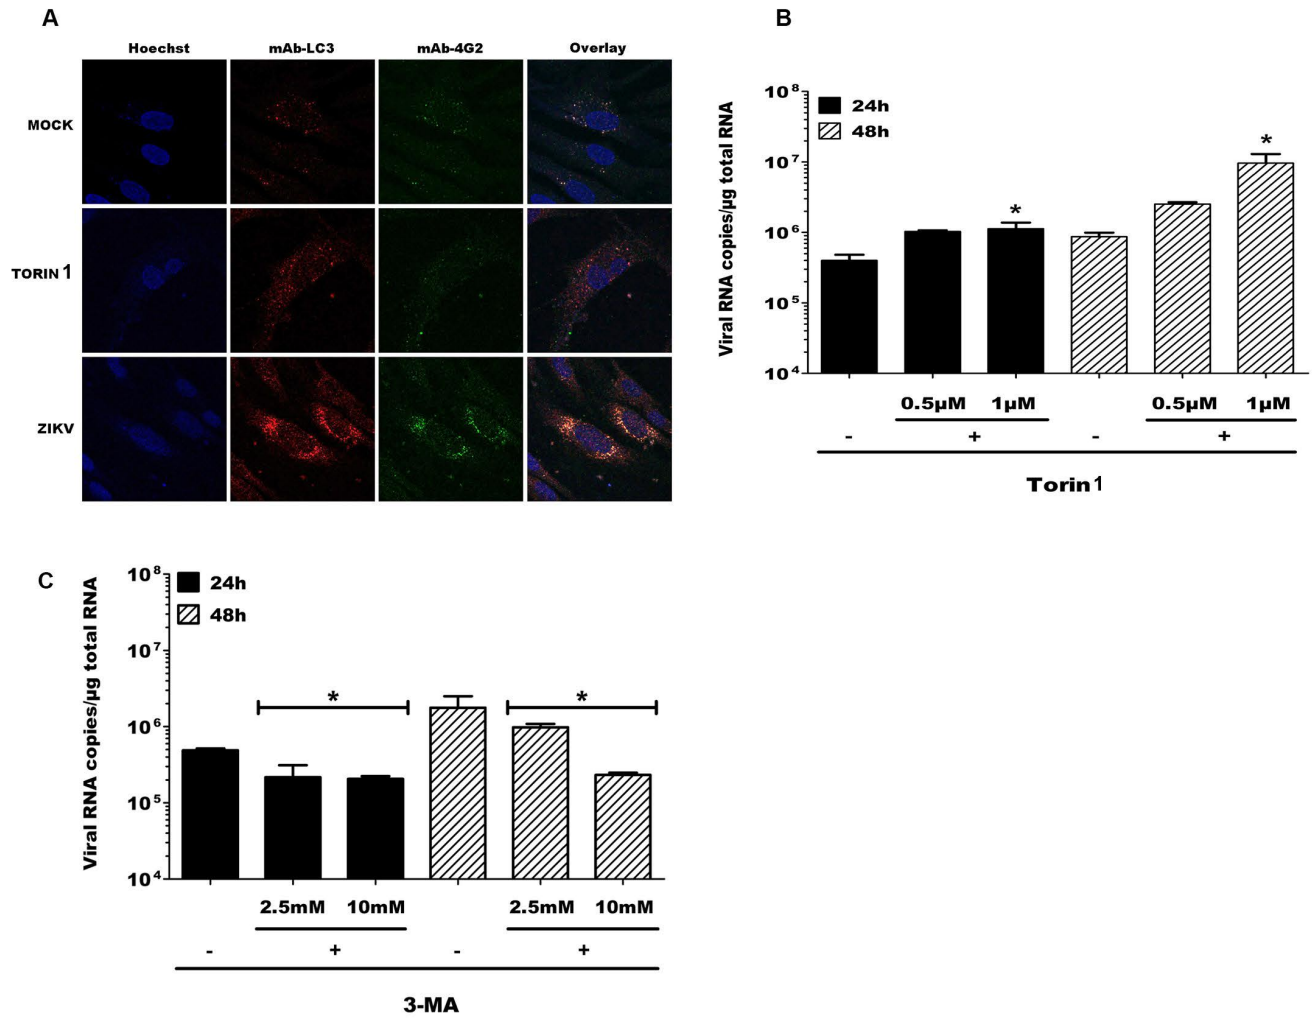 A
Hoechst mAb-LC3 mAb-4G2 Overlay
MOCK
TORIN 1
ZIKV
B
Viral RNA copies/µg total RNA
10⁸
10⁷
10⁶
10⁵
10⁴
24h
48h
*
*
0.5µM 1µM 0.5µM 1µM
- + - +
Torin 1
C
Viral RNA copies/µg total RNA
10⁸
10⁷
10⁶
10⁵
10⁴
24h
48h
* *
2.5mM 10mM 2.5mM 10mM
- + - +
3-MA